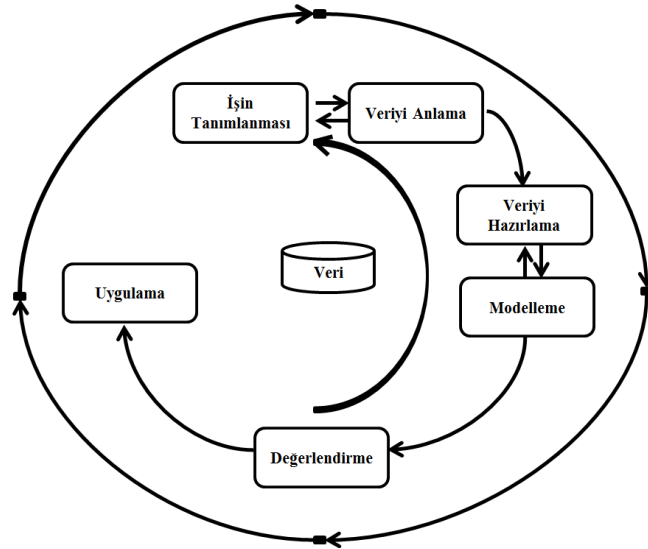 İşin
Tanımlanması
Veriyi Anlama
Veriyi
Hazırlama
Veri
Uygulama
Modelleme
Değerlendirme